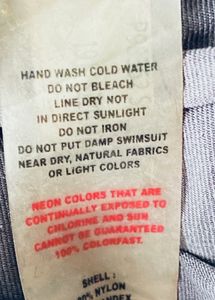 HAND WASH COLD WATER
DO NOT BLEACH
LINE DRY NOT
IN DIRECT SUNLIGHT
DO NOT IRON
DO NOT PUT DAMP SWIMSUIT
NEAR DRY, NATURAL FABRICS
OR LIGHT COLORS
NEON COLORS THAT ARE
CONTINUALLY EXPOSED TO
CHLORINE AND SUN
CANNOT BE GUARANTEED
100% COLORFAST.
SHELL :
NYLON